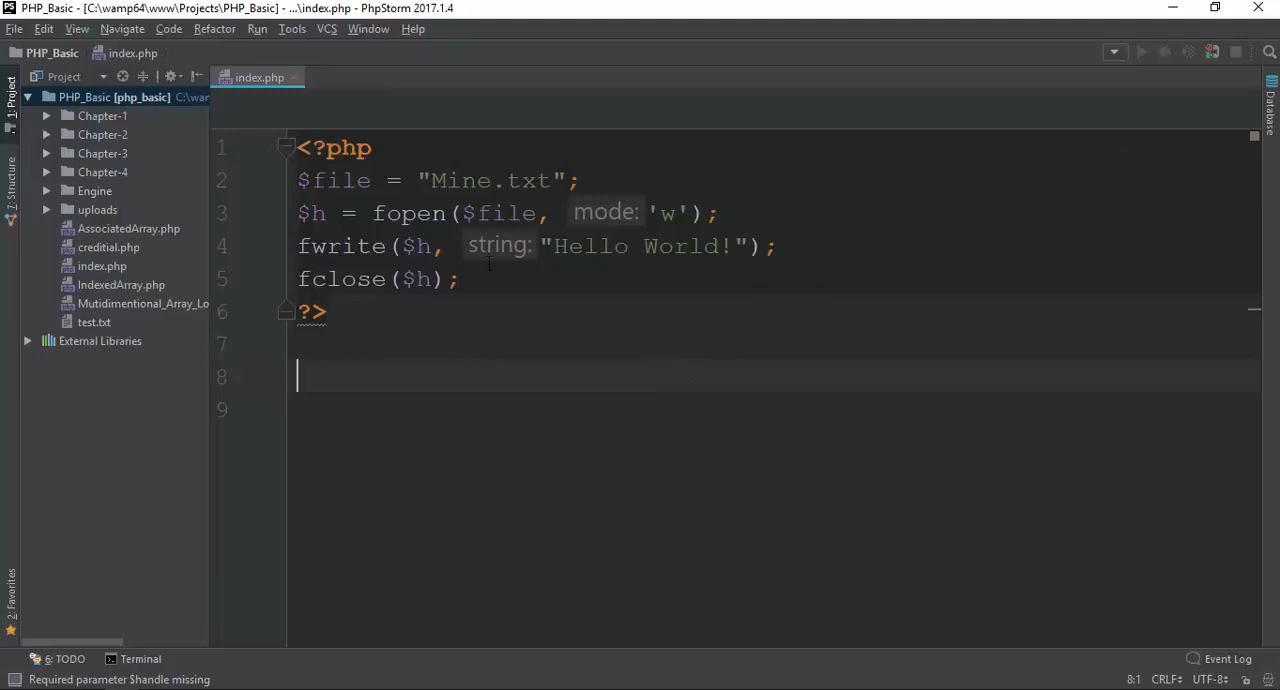 PHP_Basic - [C:\wamp64\www\Projects\PHP_Basic] - ...\index.php - PhpStorm 2017.1.4
File Edit View Navigate Code Refactor Run Tools VCS Window Help
PHP_Basic index.php
Project index.php
1: Project
7: Structure
2: Favorites
Database
PHP_Basic [php_basic] C:\war
Chapter-1
Chapter-2
Chapter-3
Chapter-4
Engine
uploads
AssociatedArray.php
creditial.php
index.php
IndexedArray.php
Mutidimentional_Array_Lo
test.txt
External Libraries
1 <?php
2 $file = "Mine.txt";
3 $h = fopen($file, mode: 'w');
4 fwrite($h, string: "Hello World!");
5 fclose($h);
6 ?>
7
8
9
6: TODO Terminal Event Log
Required parameter $handle missing 8:1 CRLF UTF-8